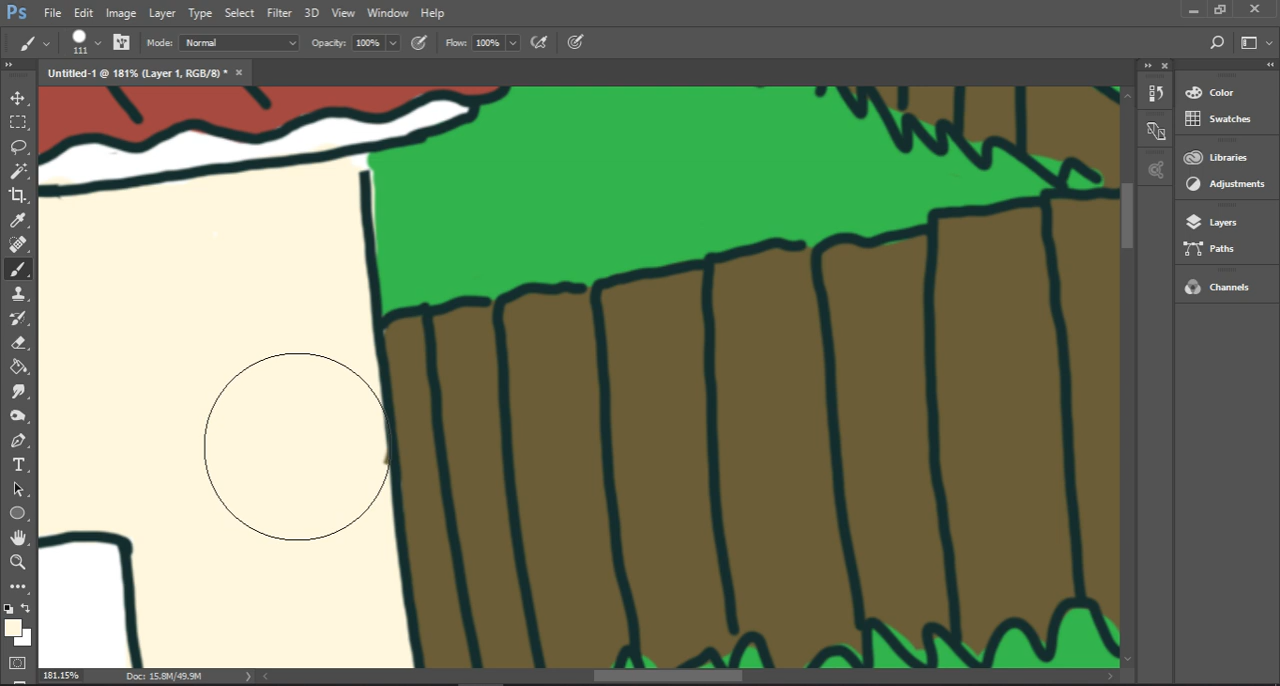 Ps File Edit Image Layer Type Select Filter 3D View Window Help
111 Mode: Normal Opacity: 100% Flow: 100%
Untitled-1 @ 181% (Layer 1, RGB/8) *
Color
Swatches
Libraries
Adjustments
Layers
Paths
Channels
181.15% Doc: 15.8M/49.9M